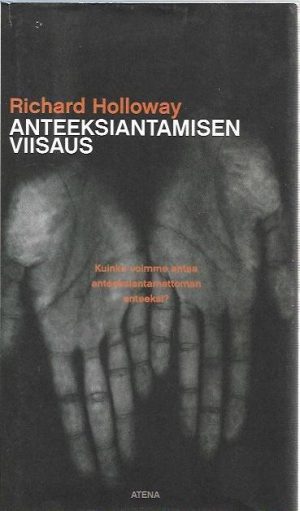 Richard Holloway
ANTEEKSIANTAMISEN
VIISAUS
Kuinka voimme antaa
anteeksiantamattoman
anteeksi?
ATENA